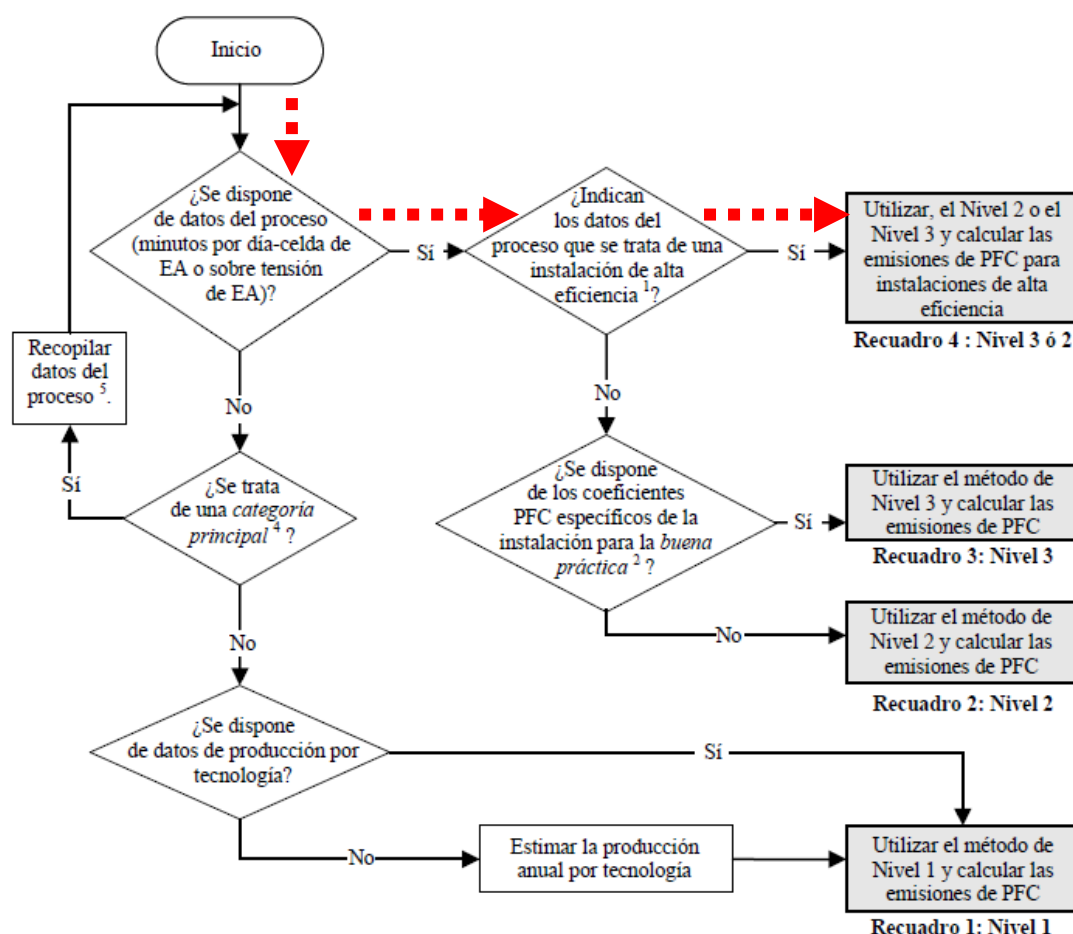 Inicio
¿Se dispone
de datos del proceso
(minutos por día-celda de
EA o sobre tensión
de EA)?
Sí
¿Indican
los datos del
proceso que se trata de una
instalación de alta
eficiencia 1?
Sí
Utilizar, el Nivel 2 o el
Nivel 3 y calcular las
emisiones de PFC para
instalaciones de alta
eficiencia
Recuadro 4 : Nivel 3 ó 2
Recopilar
datos del
proceso 5.
No
No
Sí
¿Se trata
de una categoría
principal 4 ?
¿Se dispone
de los coeficientes
PFC específicos de la
instalación para la buena
práctica 2 ?
Sí
Utilizar el método de
Nivel 3 y calcular las
emisiones de PFC
Recuadro 3: Nivel 3
No
No
Utilizar el método de
Nivel 2 y calcular las
emisiones de PFC
Recuadro 2: Nivel 2
¿Se dispone
de datos de producción por
tecnología?
Sí
No
Estimar la producción
anual por tecnología
Utilizar el método de
Nivel 1 y calcular las
emisiones de PFC
Recuadro 1: Nivel 1